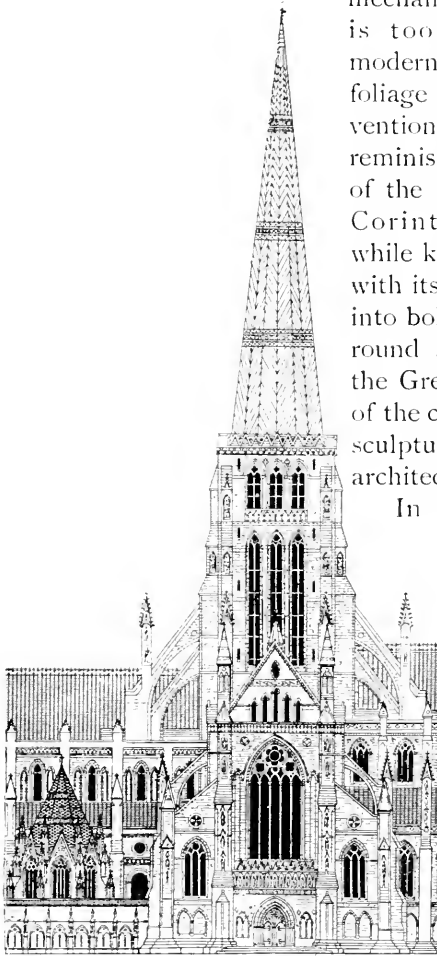 is too
modern
foliage
vention
reminis
of the
Corint
while k
with its
into bo
round
the Gre
of the c
sculptu
architec
In